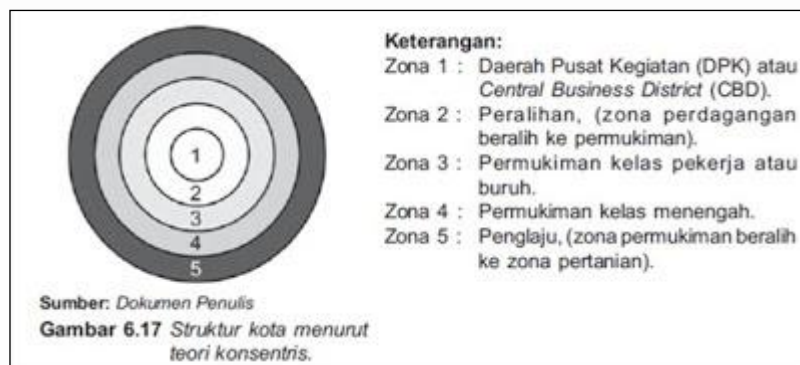 1
2
3
4
5
Sumber: Dokumen Penulis
Gambar 6.17 Struktur kota menurut
teori konsentris.
Keterangan:
Zona 1 : Daerah Pusat Kegiatan (DPK) atau
Central Business District (CBD).
Zona 2 : Peralihan, (zona perdagangan
beralih ke permukiman).
Zona 3 : Permukiman kelas pekerja atau
buruh.
Zona 4 : Permukiman kelas menengah.
Zona 5 : Penglaju, (zona permukiman beralih
ke zona pertanian).